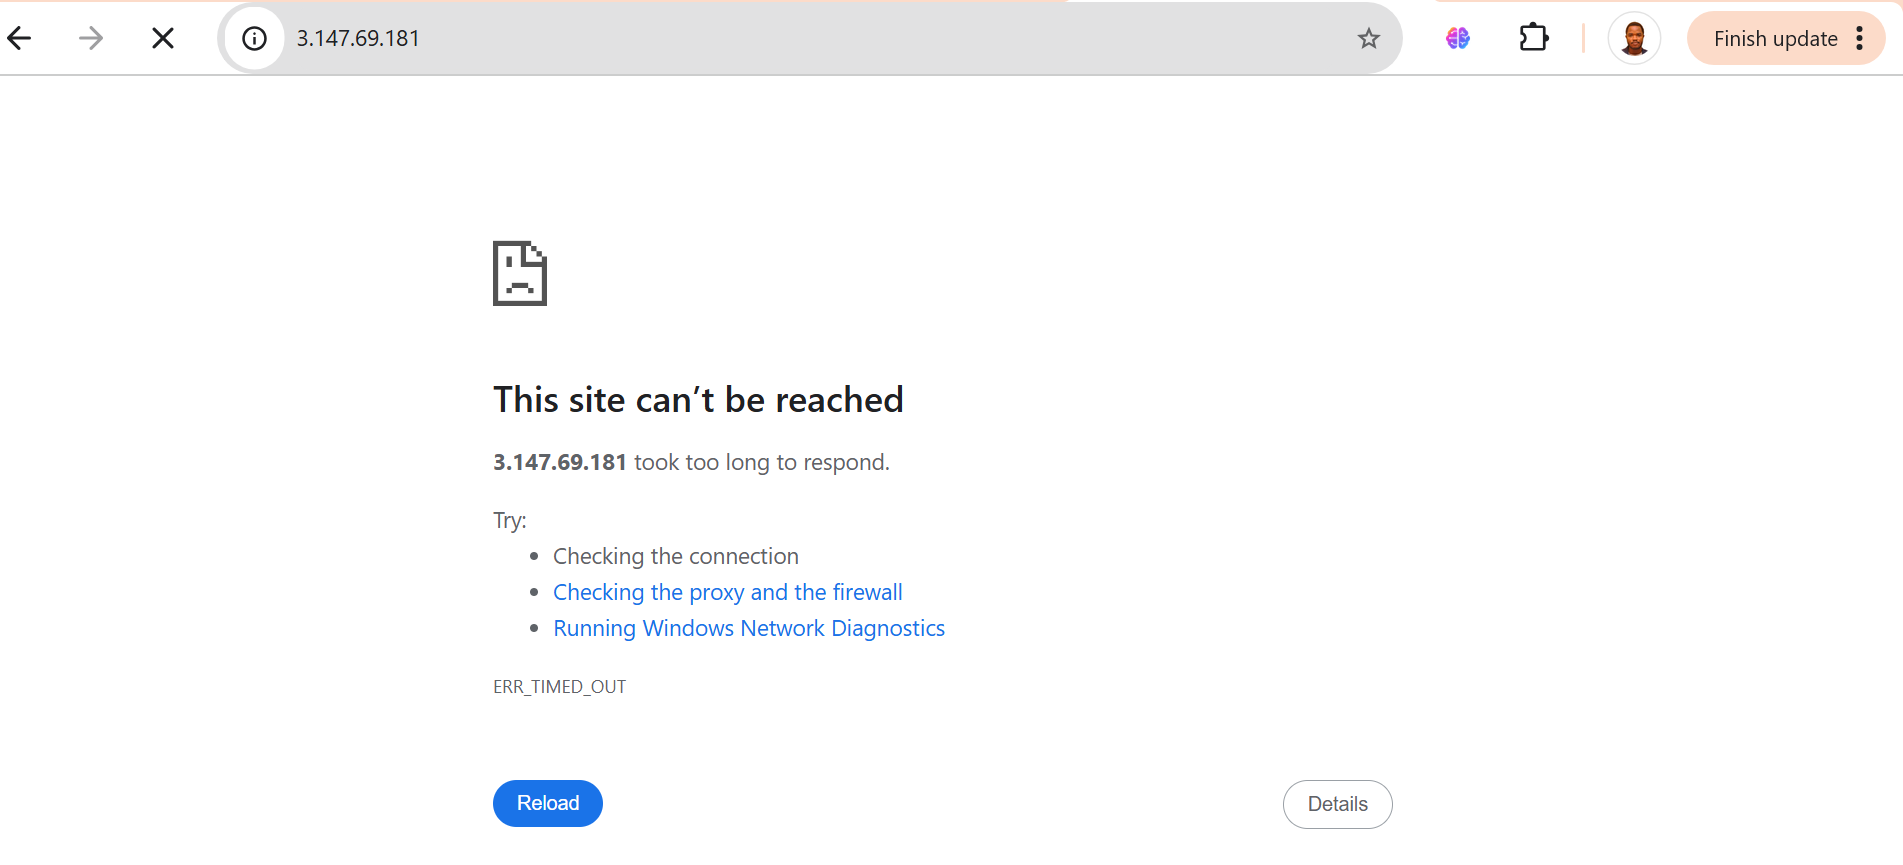 3.147.69.181
Finish update
This site can’t be reached
3.147.69.181 took too long to respond.
Try:
Checking the connection
Checking the proxy and the firewall
Running Windows Network Diagnostics
ERR_TIMED_OUT
Reload
Details